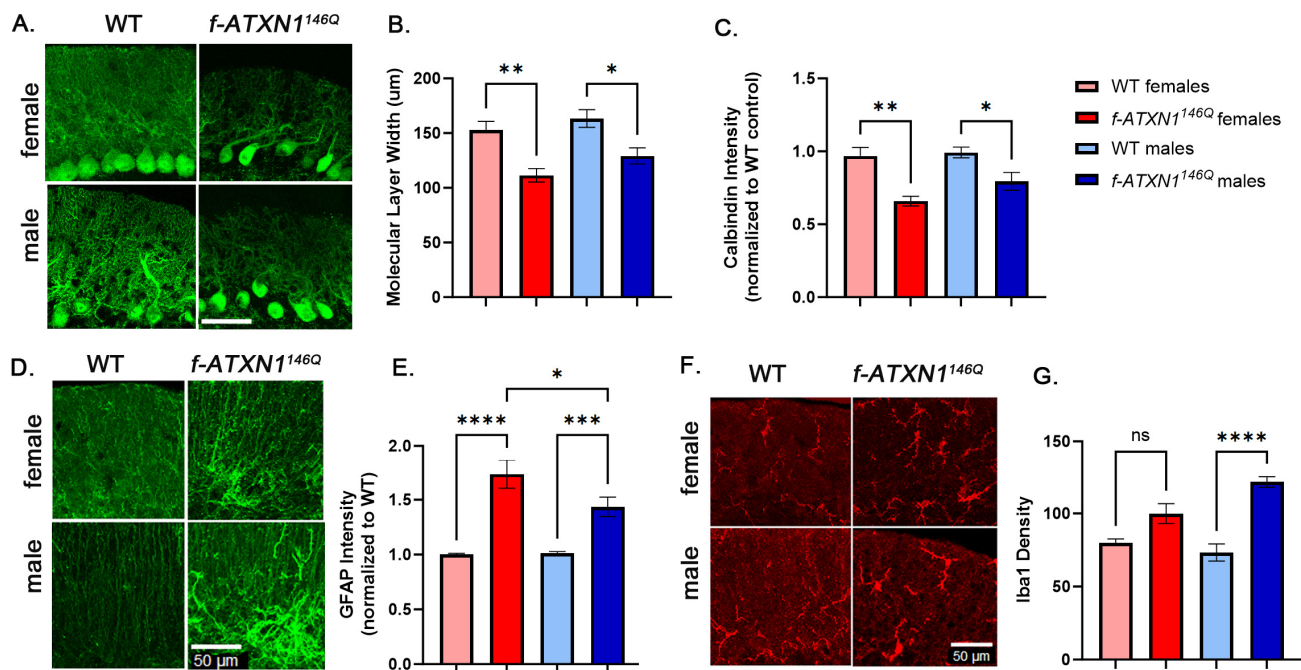 A.
WT
f-ATXN1146Q
female
male
B.
Molecular Layer Width (um)
200
150
100
50
0
**
*
C.
Calbindin Intensity
(normalized to WT control)
1.5
1.0
0.5
0.0
**
*
WT females
f-ATXN1146Q females
WT males
f-ATXN1146Q males
D.
WT
f-ATXN1146Q
female
male
50 µm
E.
GFAP Intensity
(normalized to WT)
2.0
1.5
1.0
0.5
0.0
****
***
*
F.
WT
f-ATXN1146Q
female
male
50 µm
G.
Iba1 Density
150
100
50
0
ns
****